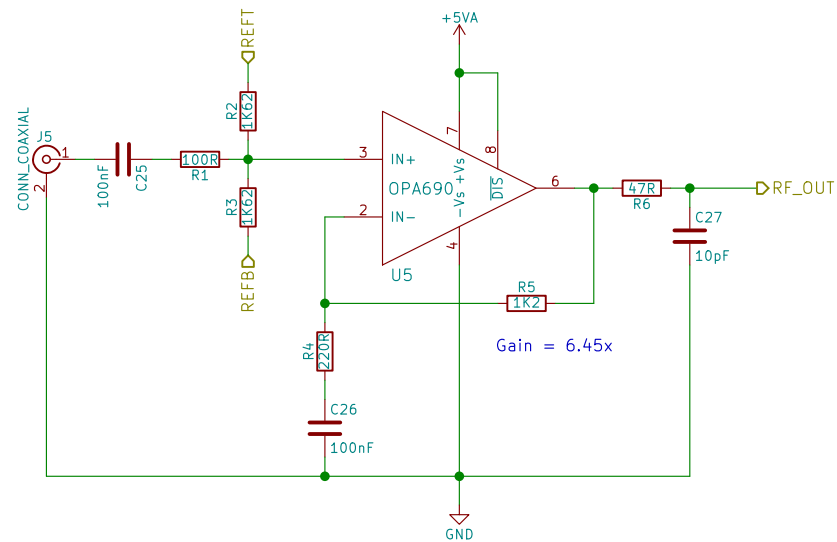 +5VA
REFT
J5
CONN_COAXIAL
1
2
100nF
C25
100R
R1
R2
1K62
R3
1K62
REFB
3
IN+
OPA690
IN-
2
U5
7
+Vs
-Vs
4
8
DIS
6
47R
R6
RF_OUT
C27
10pF
R5
1K2
Gain = 6.45x
R4
220R
C26
100nF
GND